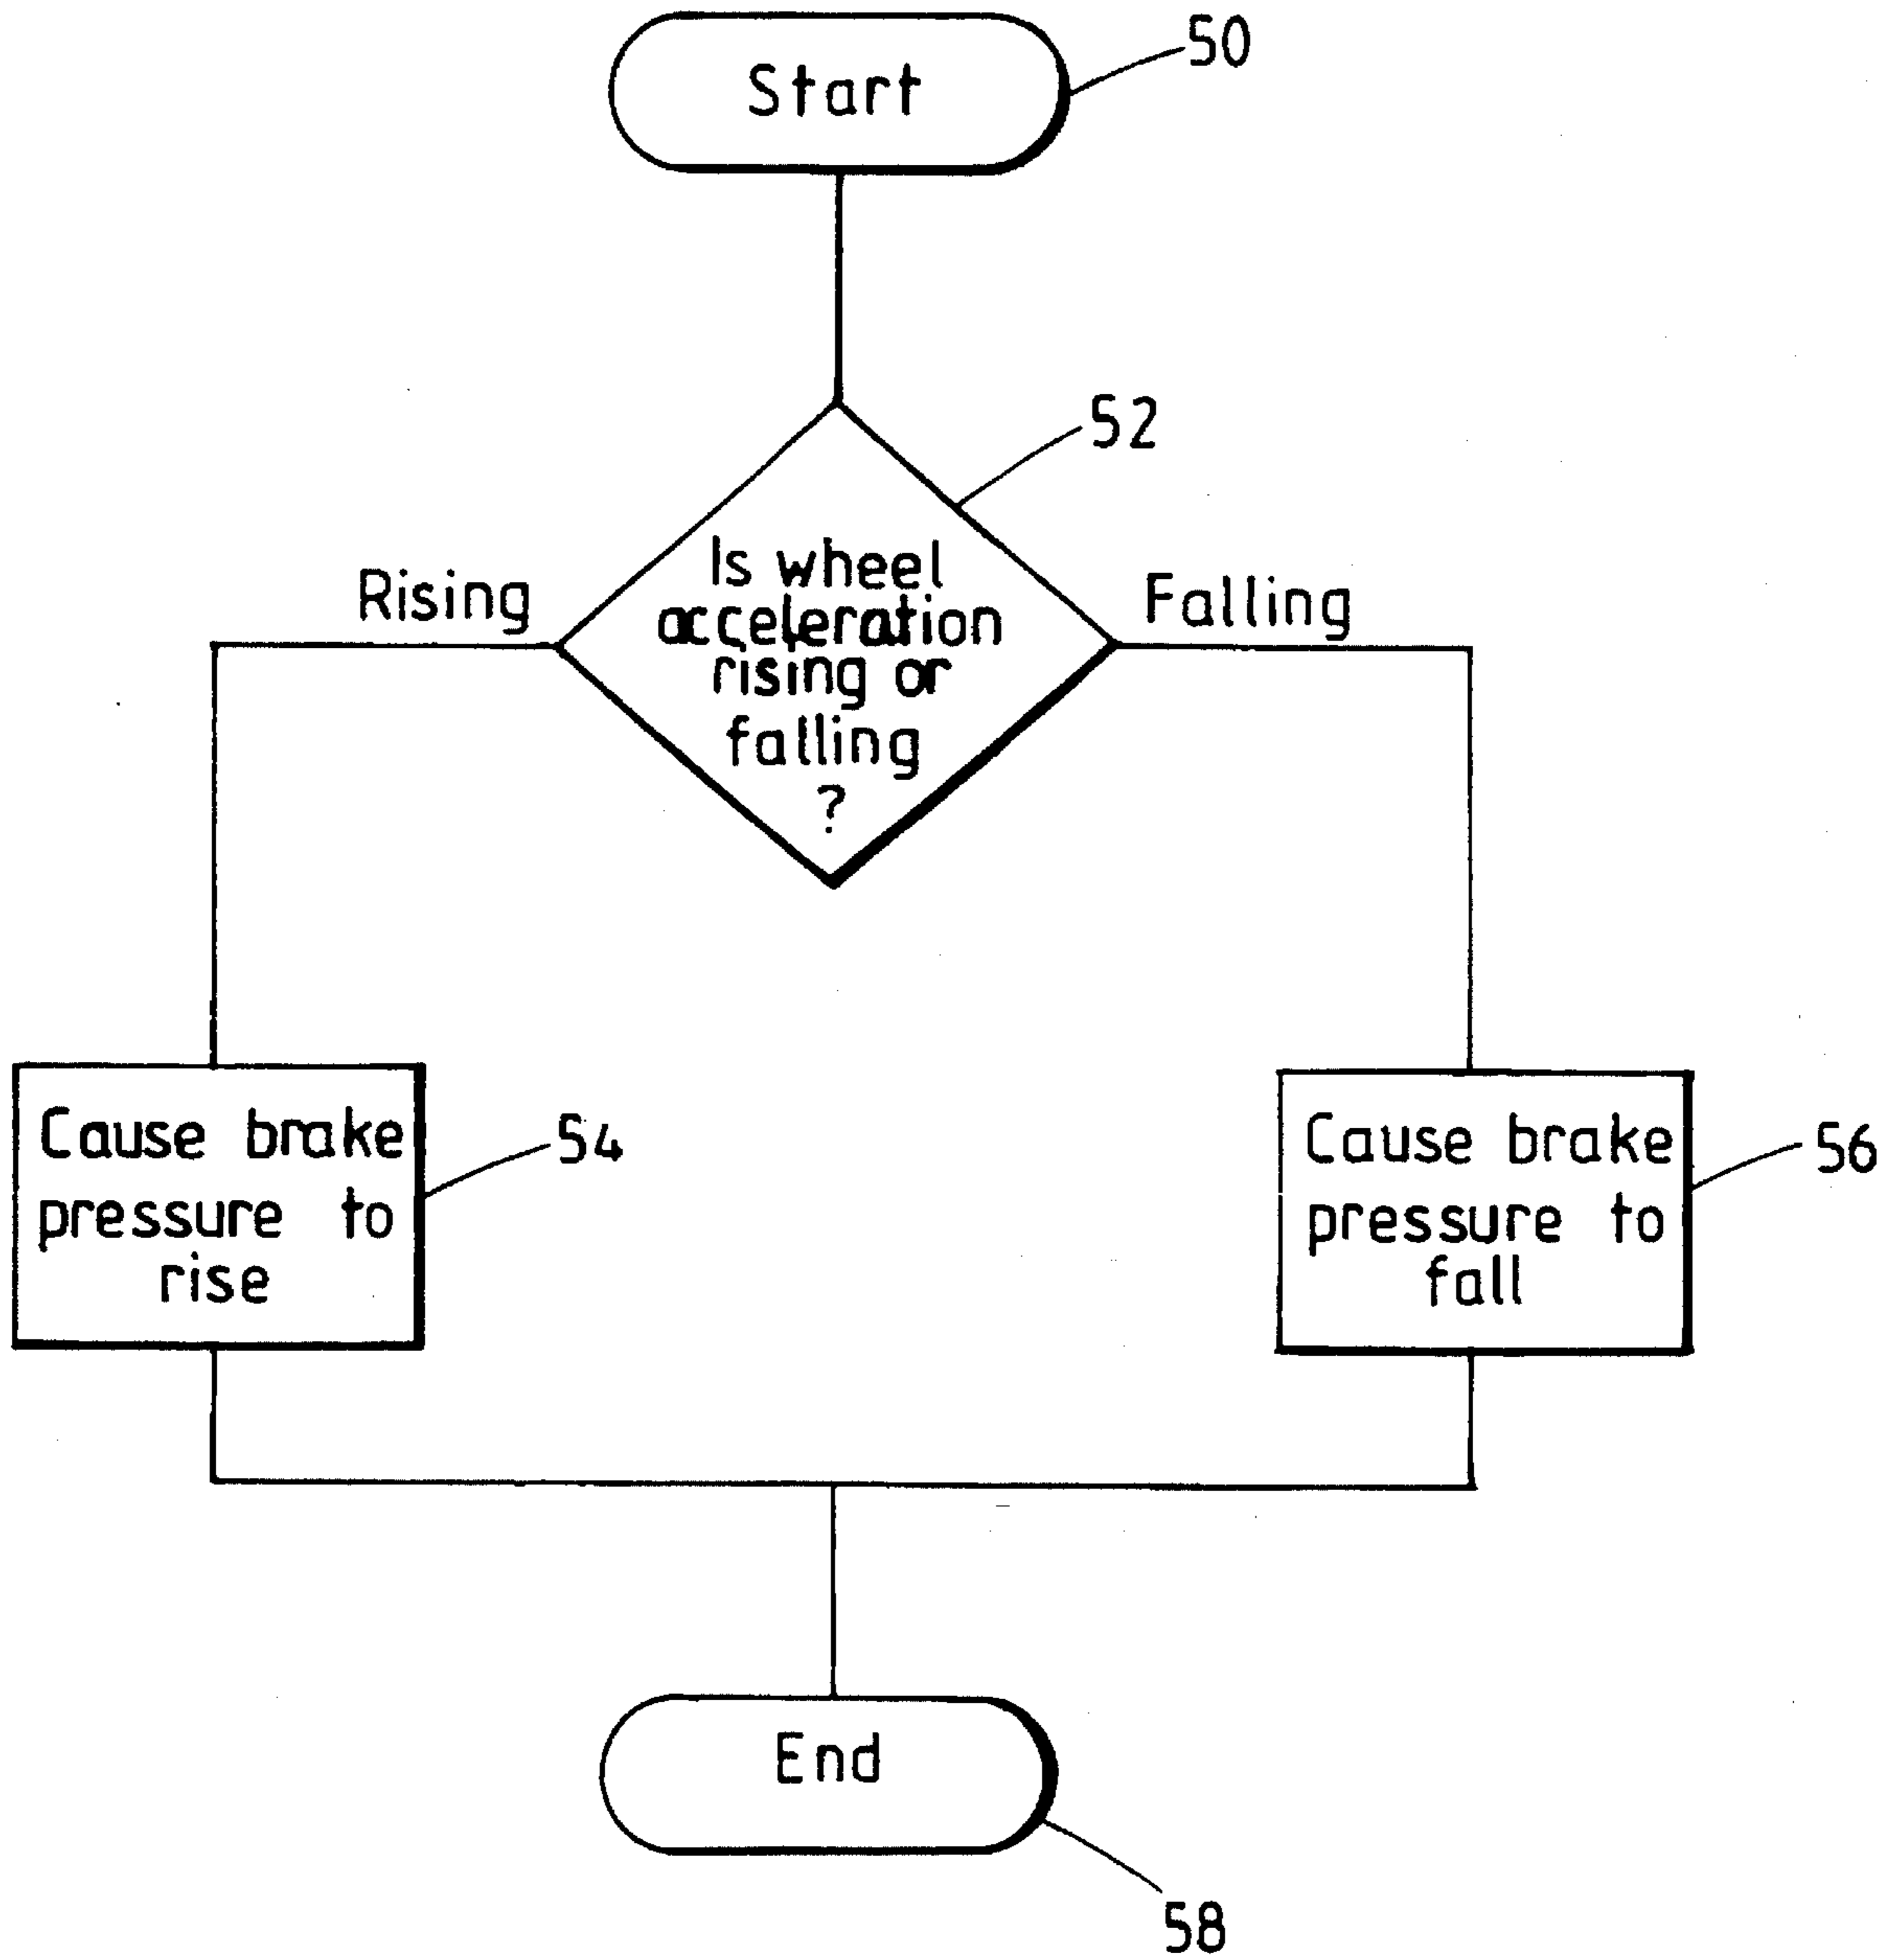 Start
50
52
Is wheel
acceleration
rising or
falling
?
Rising
Falling
Cause brake
pressure to
rise
54
Cause brake
pressure to
fall
56
End
58